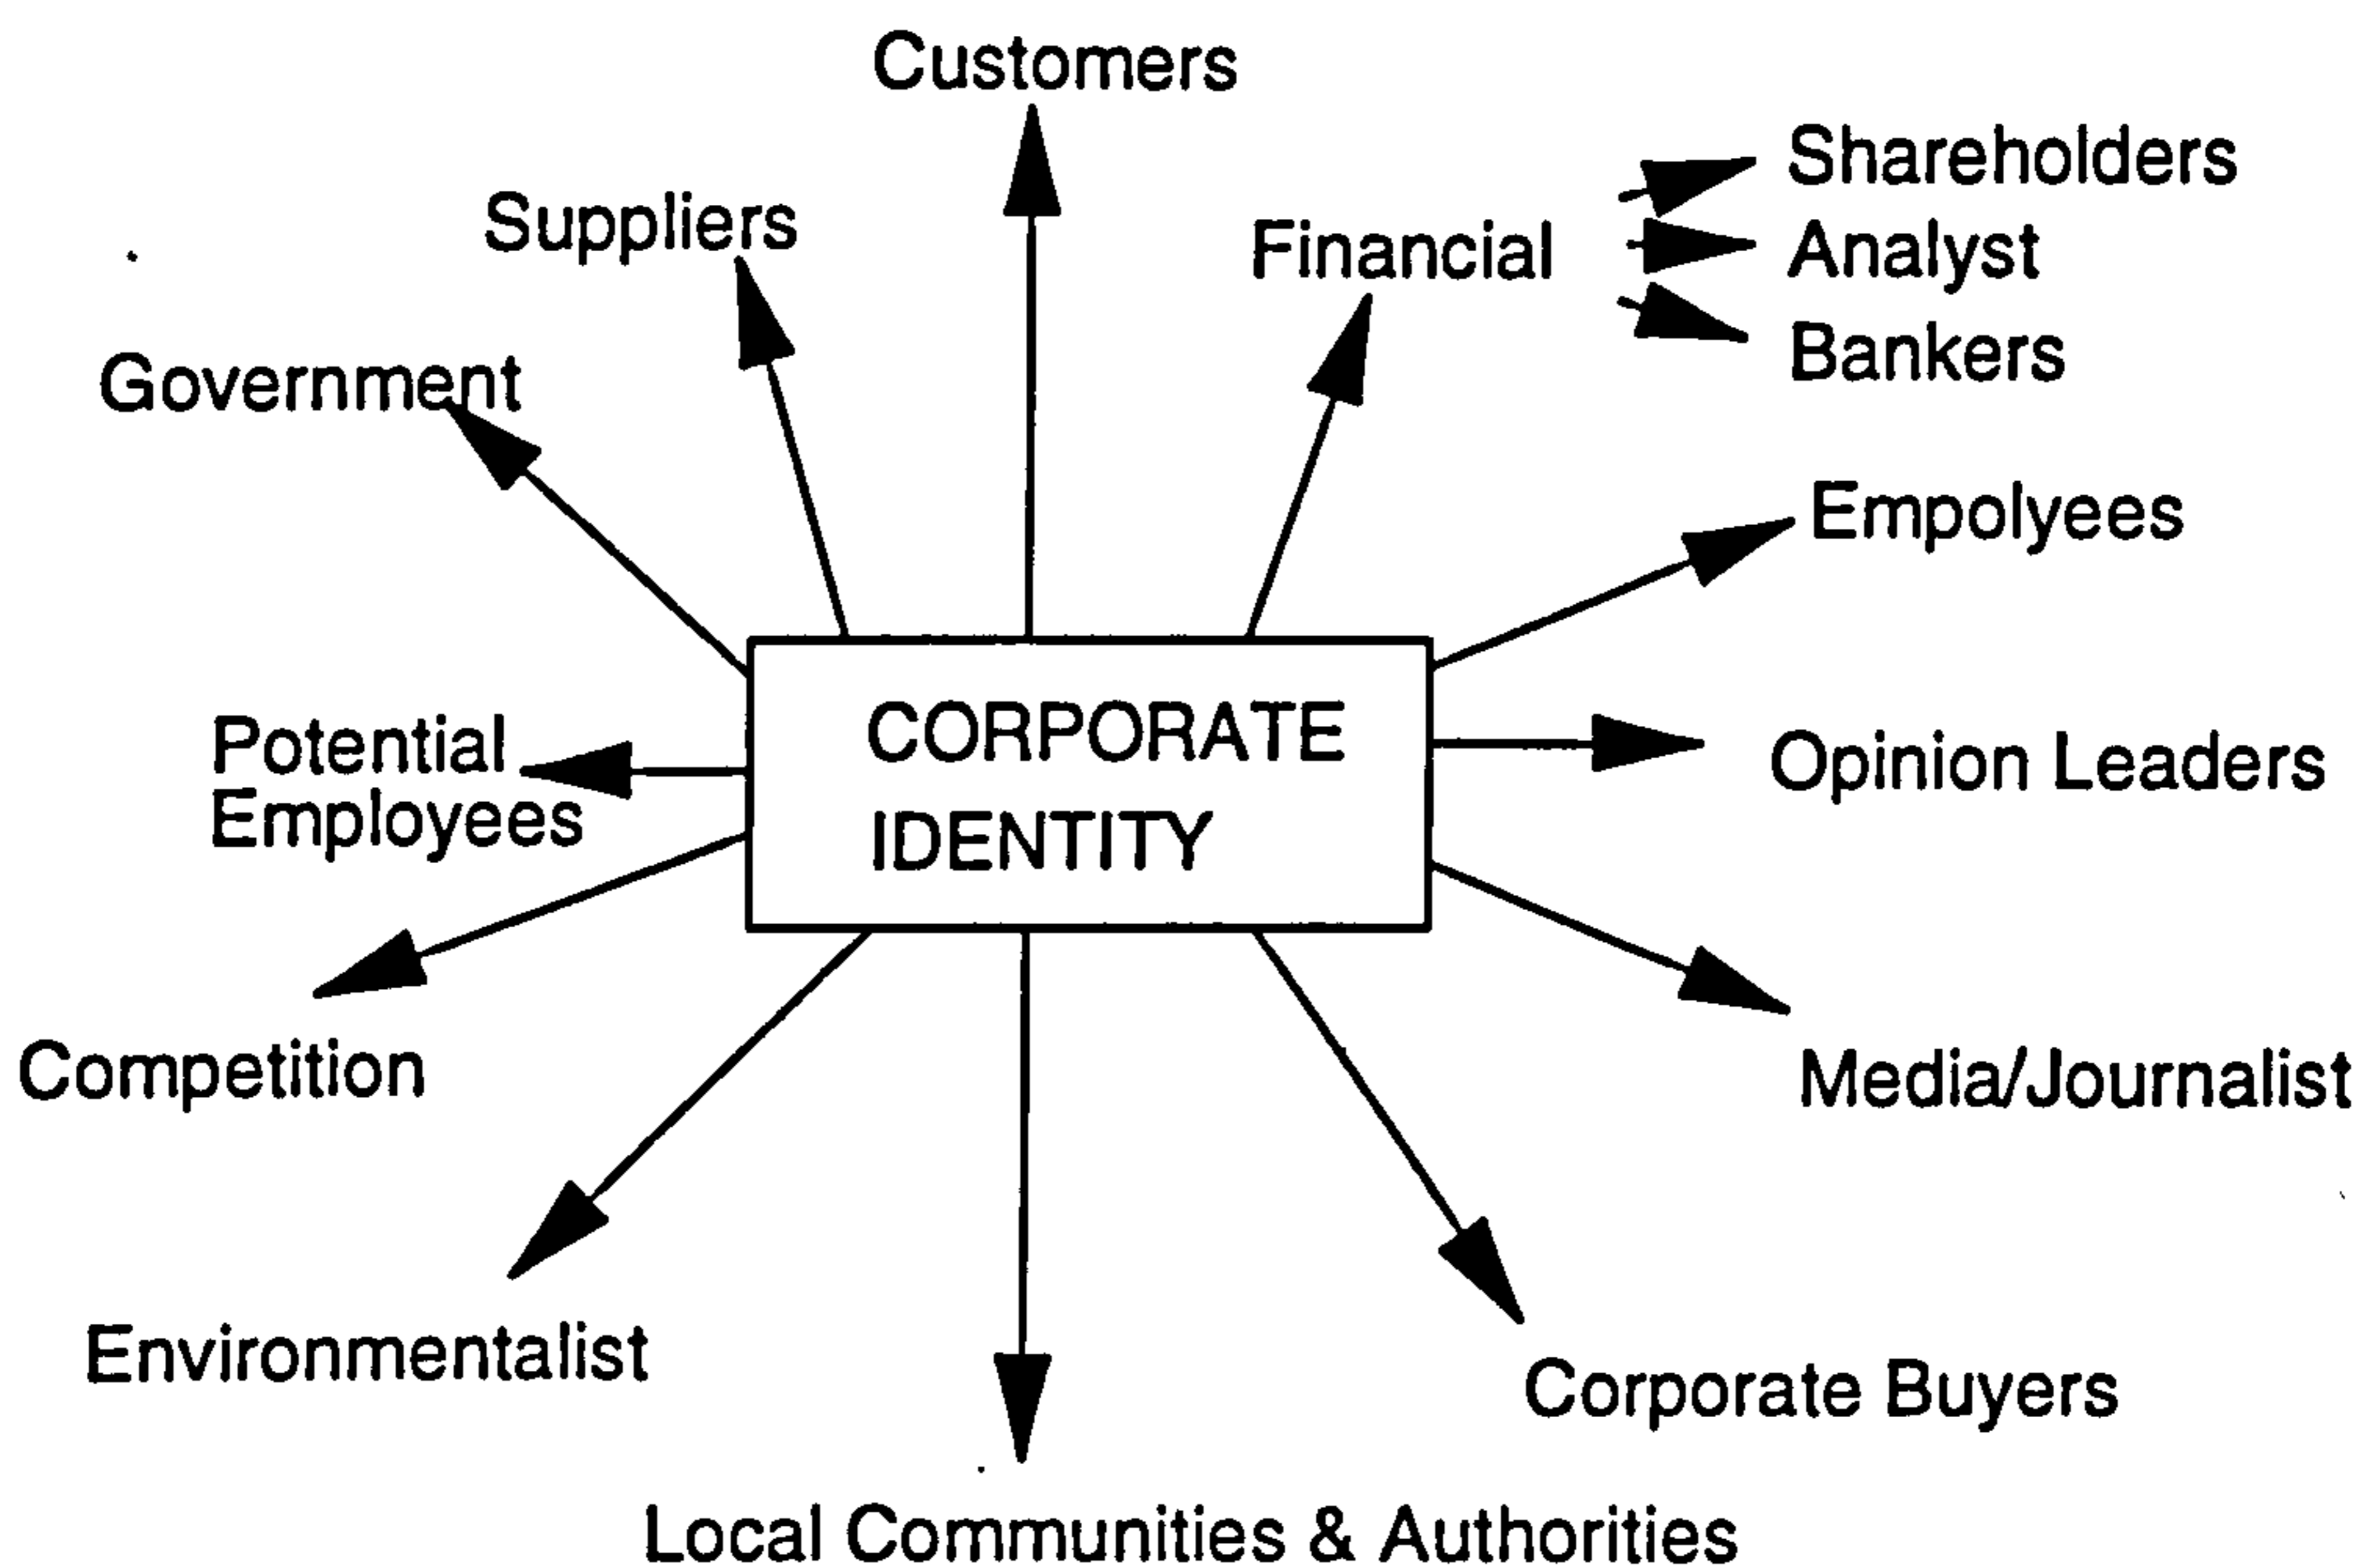 Customers
Shareholders
Suppliers
Financial
Analyst
Bankers
Government
Empolyees
CORPORATE
IDENTITY
Potential
Employees
Opinion Leaders
Competition
Media/Journalist
Environmentalist
Corporate Buyers
Local Communities & Authorities